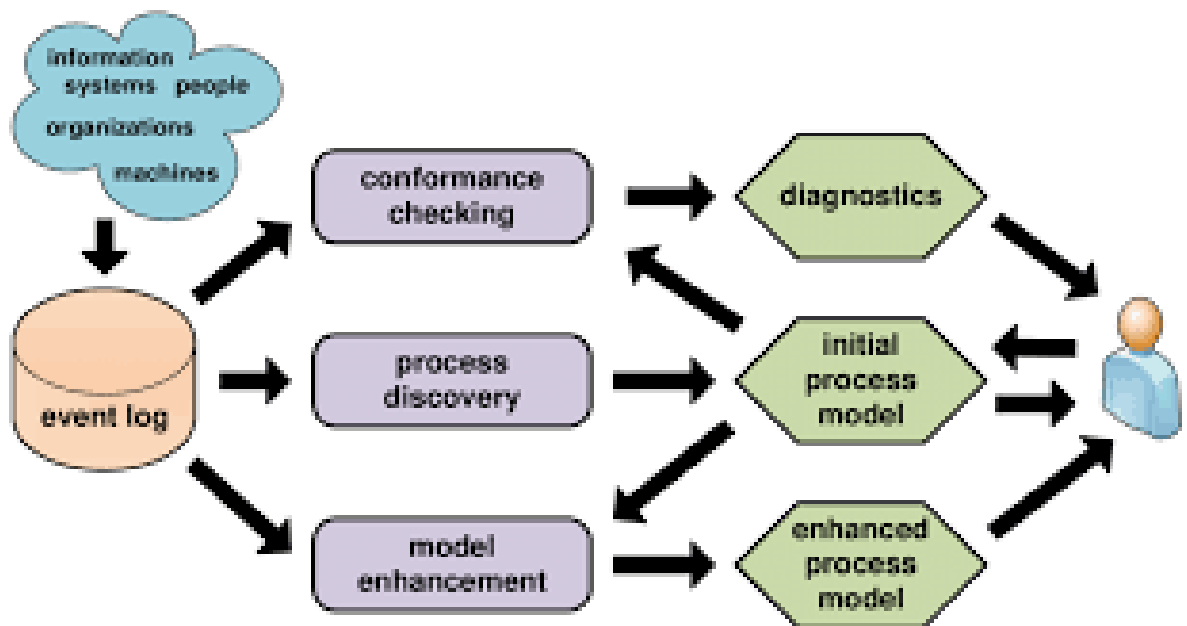 information
systems people
organizations
machines
conformance
checking
diagnostics
process
discovery
initial
process
model
event log
model
enhancement
enhanced
process
model